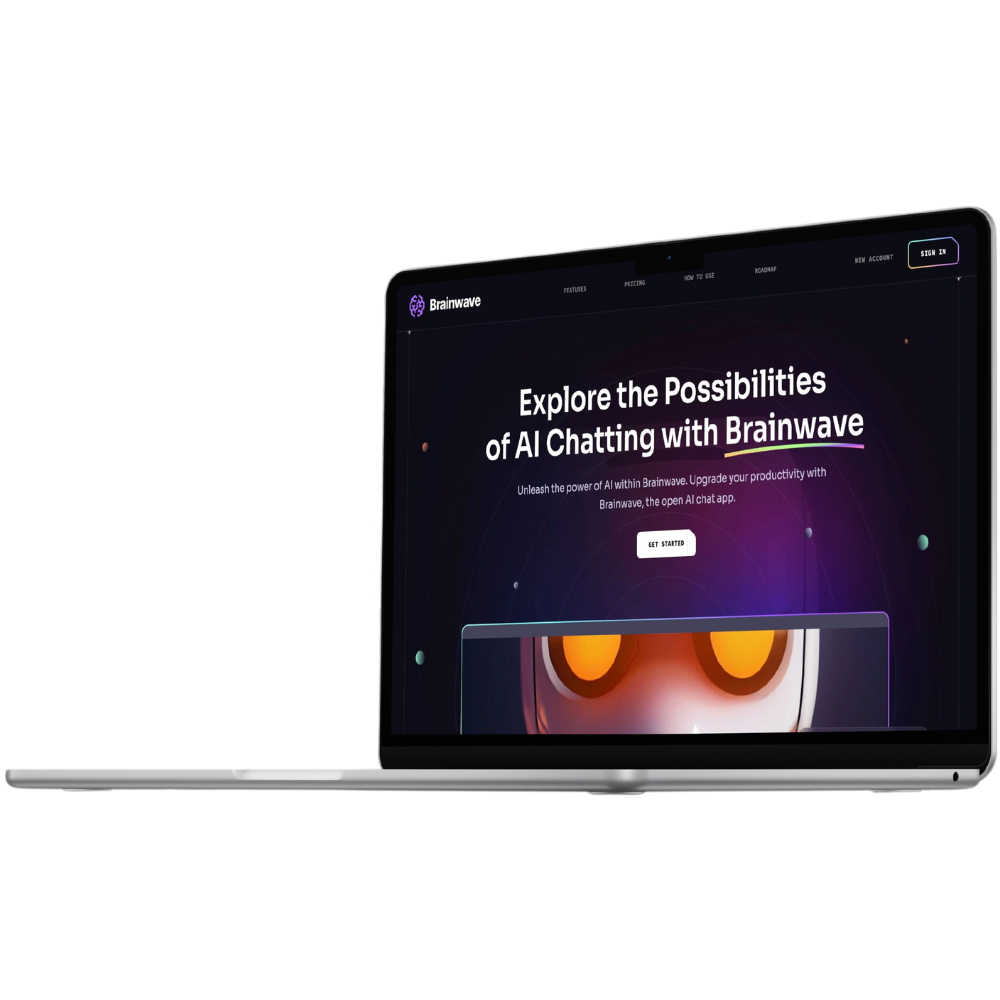 Brainwave
FEATURES
PRICING
HOW TO USE
ROADMAP
NEW ACCOUNT
SIGN IN
Explore the Possibilities
of AI Chatting with Brainwave
Unleash the power of AI within Brainwave. Upgrade your productivity with
Brainwave, the open AI chat app.
GET STARTED